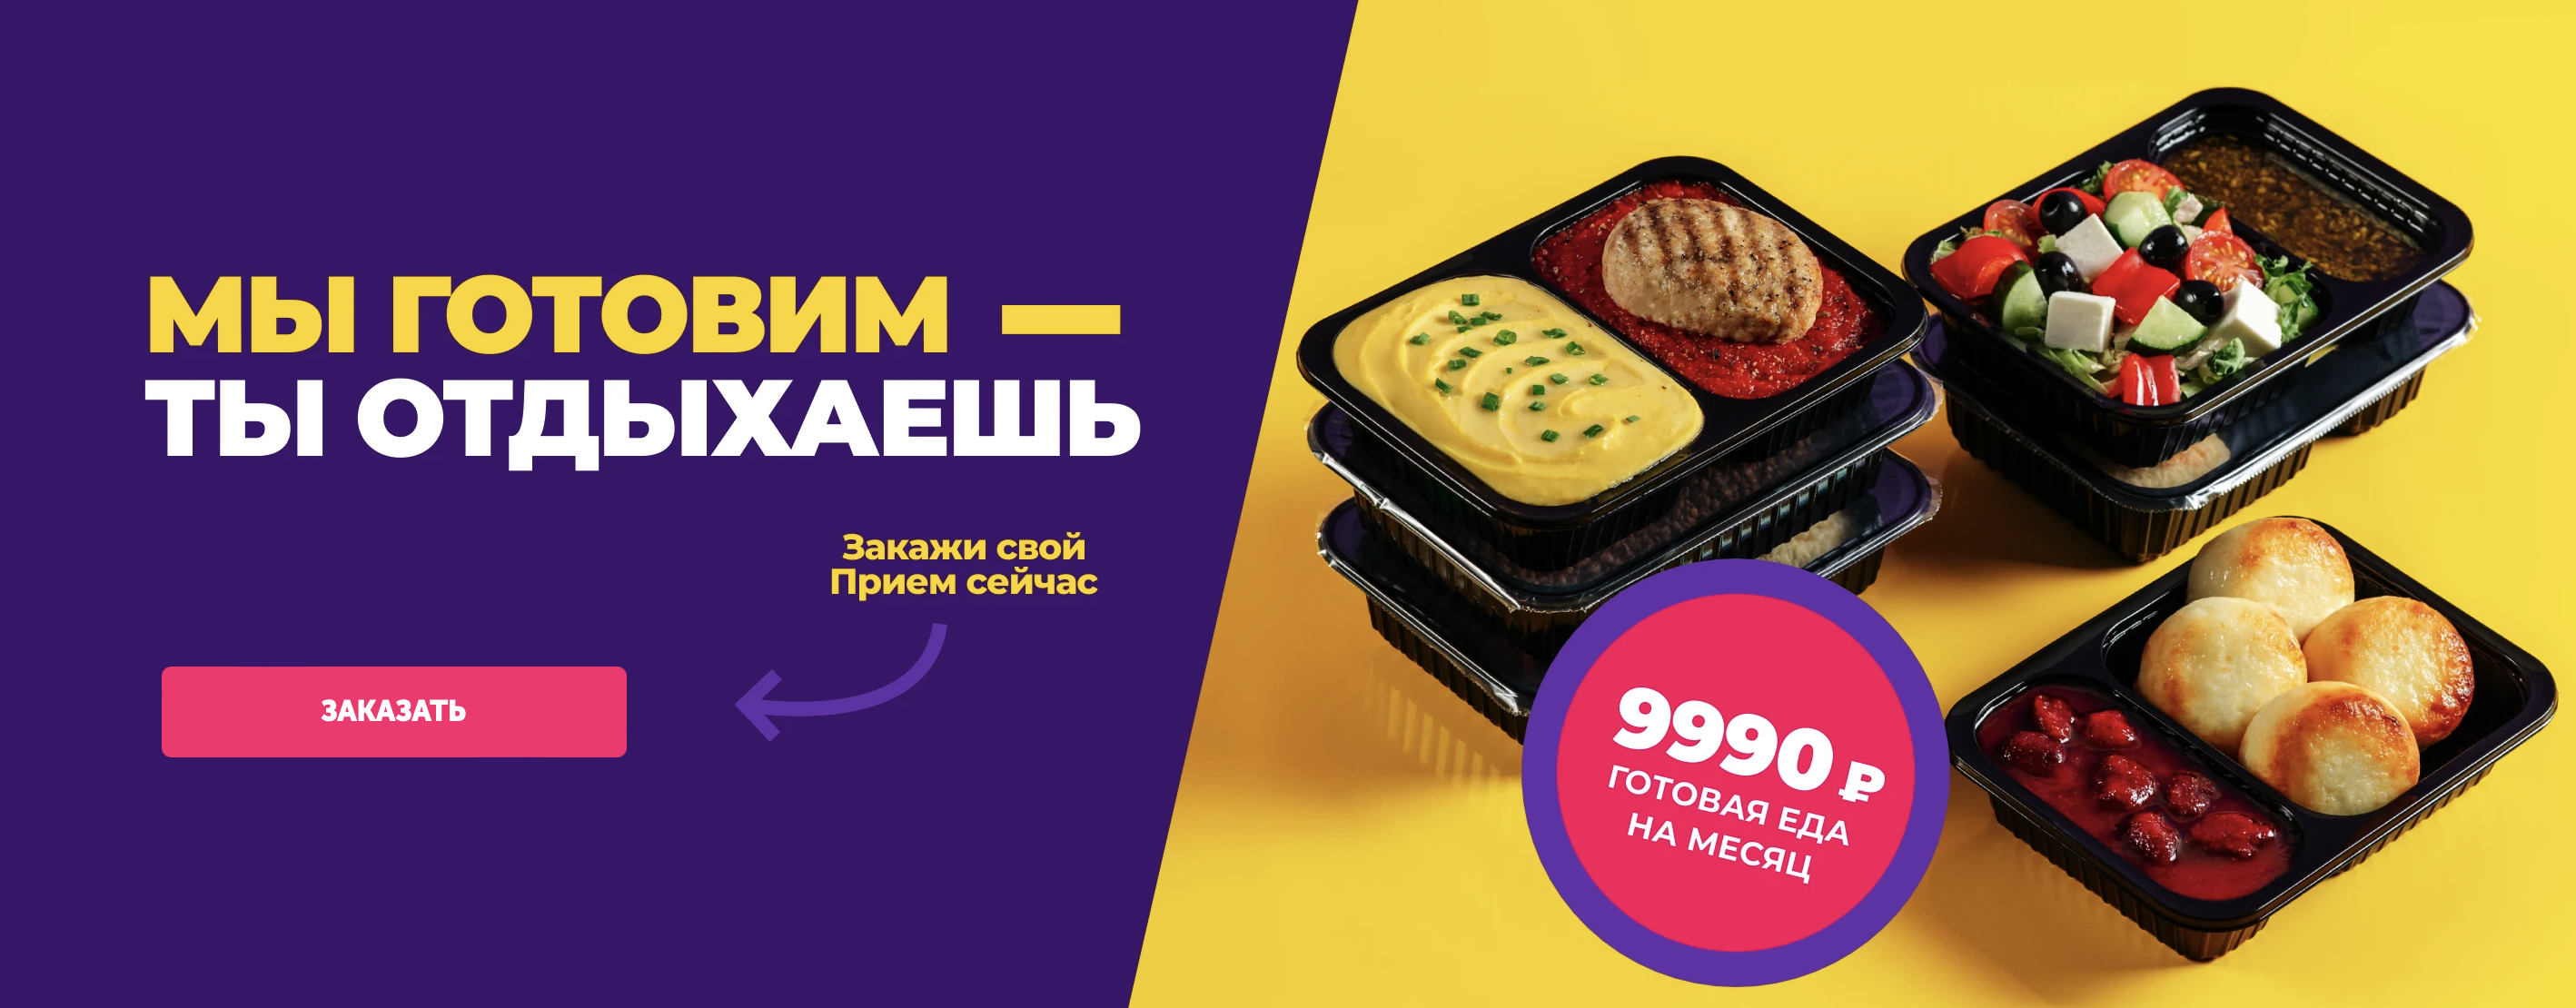 МЫ ГОТОВИМ —
ТЫ ОТДЫХАЕШЬ
Закажи свой
Прием сейчас
ЗАКАЗАТЬ
9990 ₽
ГОТОВАЯ ЕДА
НА МЕСЯЦ